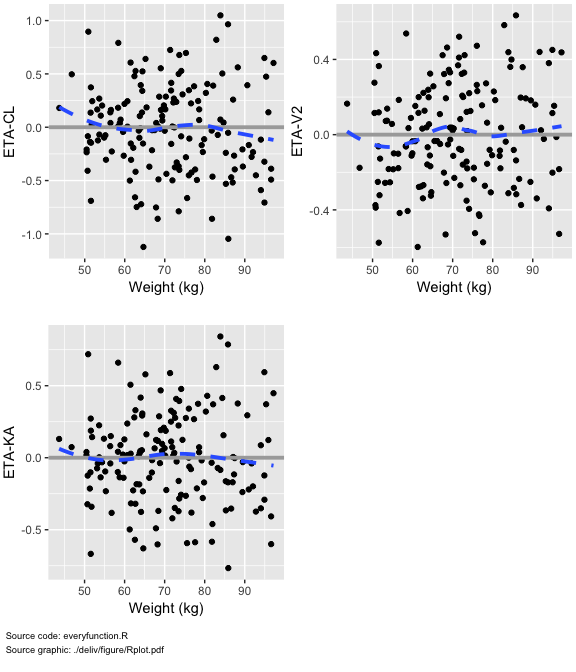 1.0
0.5
0.0
-0.5
-1.0
ETA-CL
50 60 70 80 90
Weight (kg)
0.4
0.0
-0.4
ETA-V2
50 60 70 80 90
Weight (kg)
0.5
0.0
-0.5
ETA-KA
50 60 70 80 90
Weight (kg)
Source code: everyfunction.R
Source graphic: ./deliv/figure/Rplot.pdf